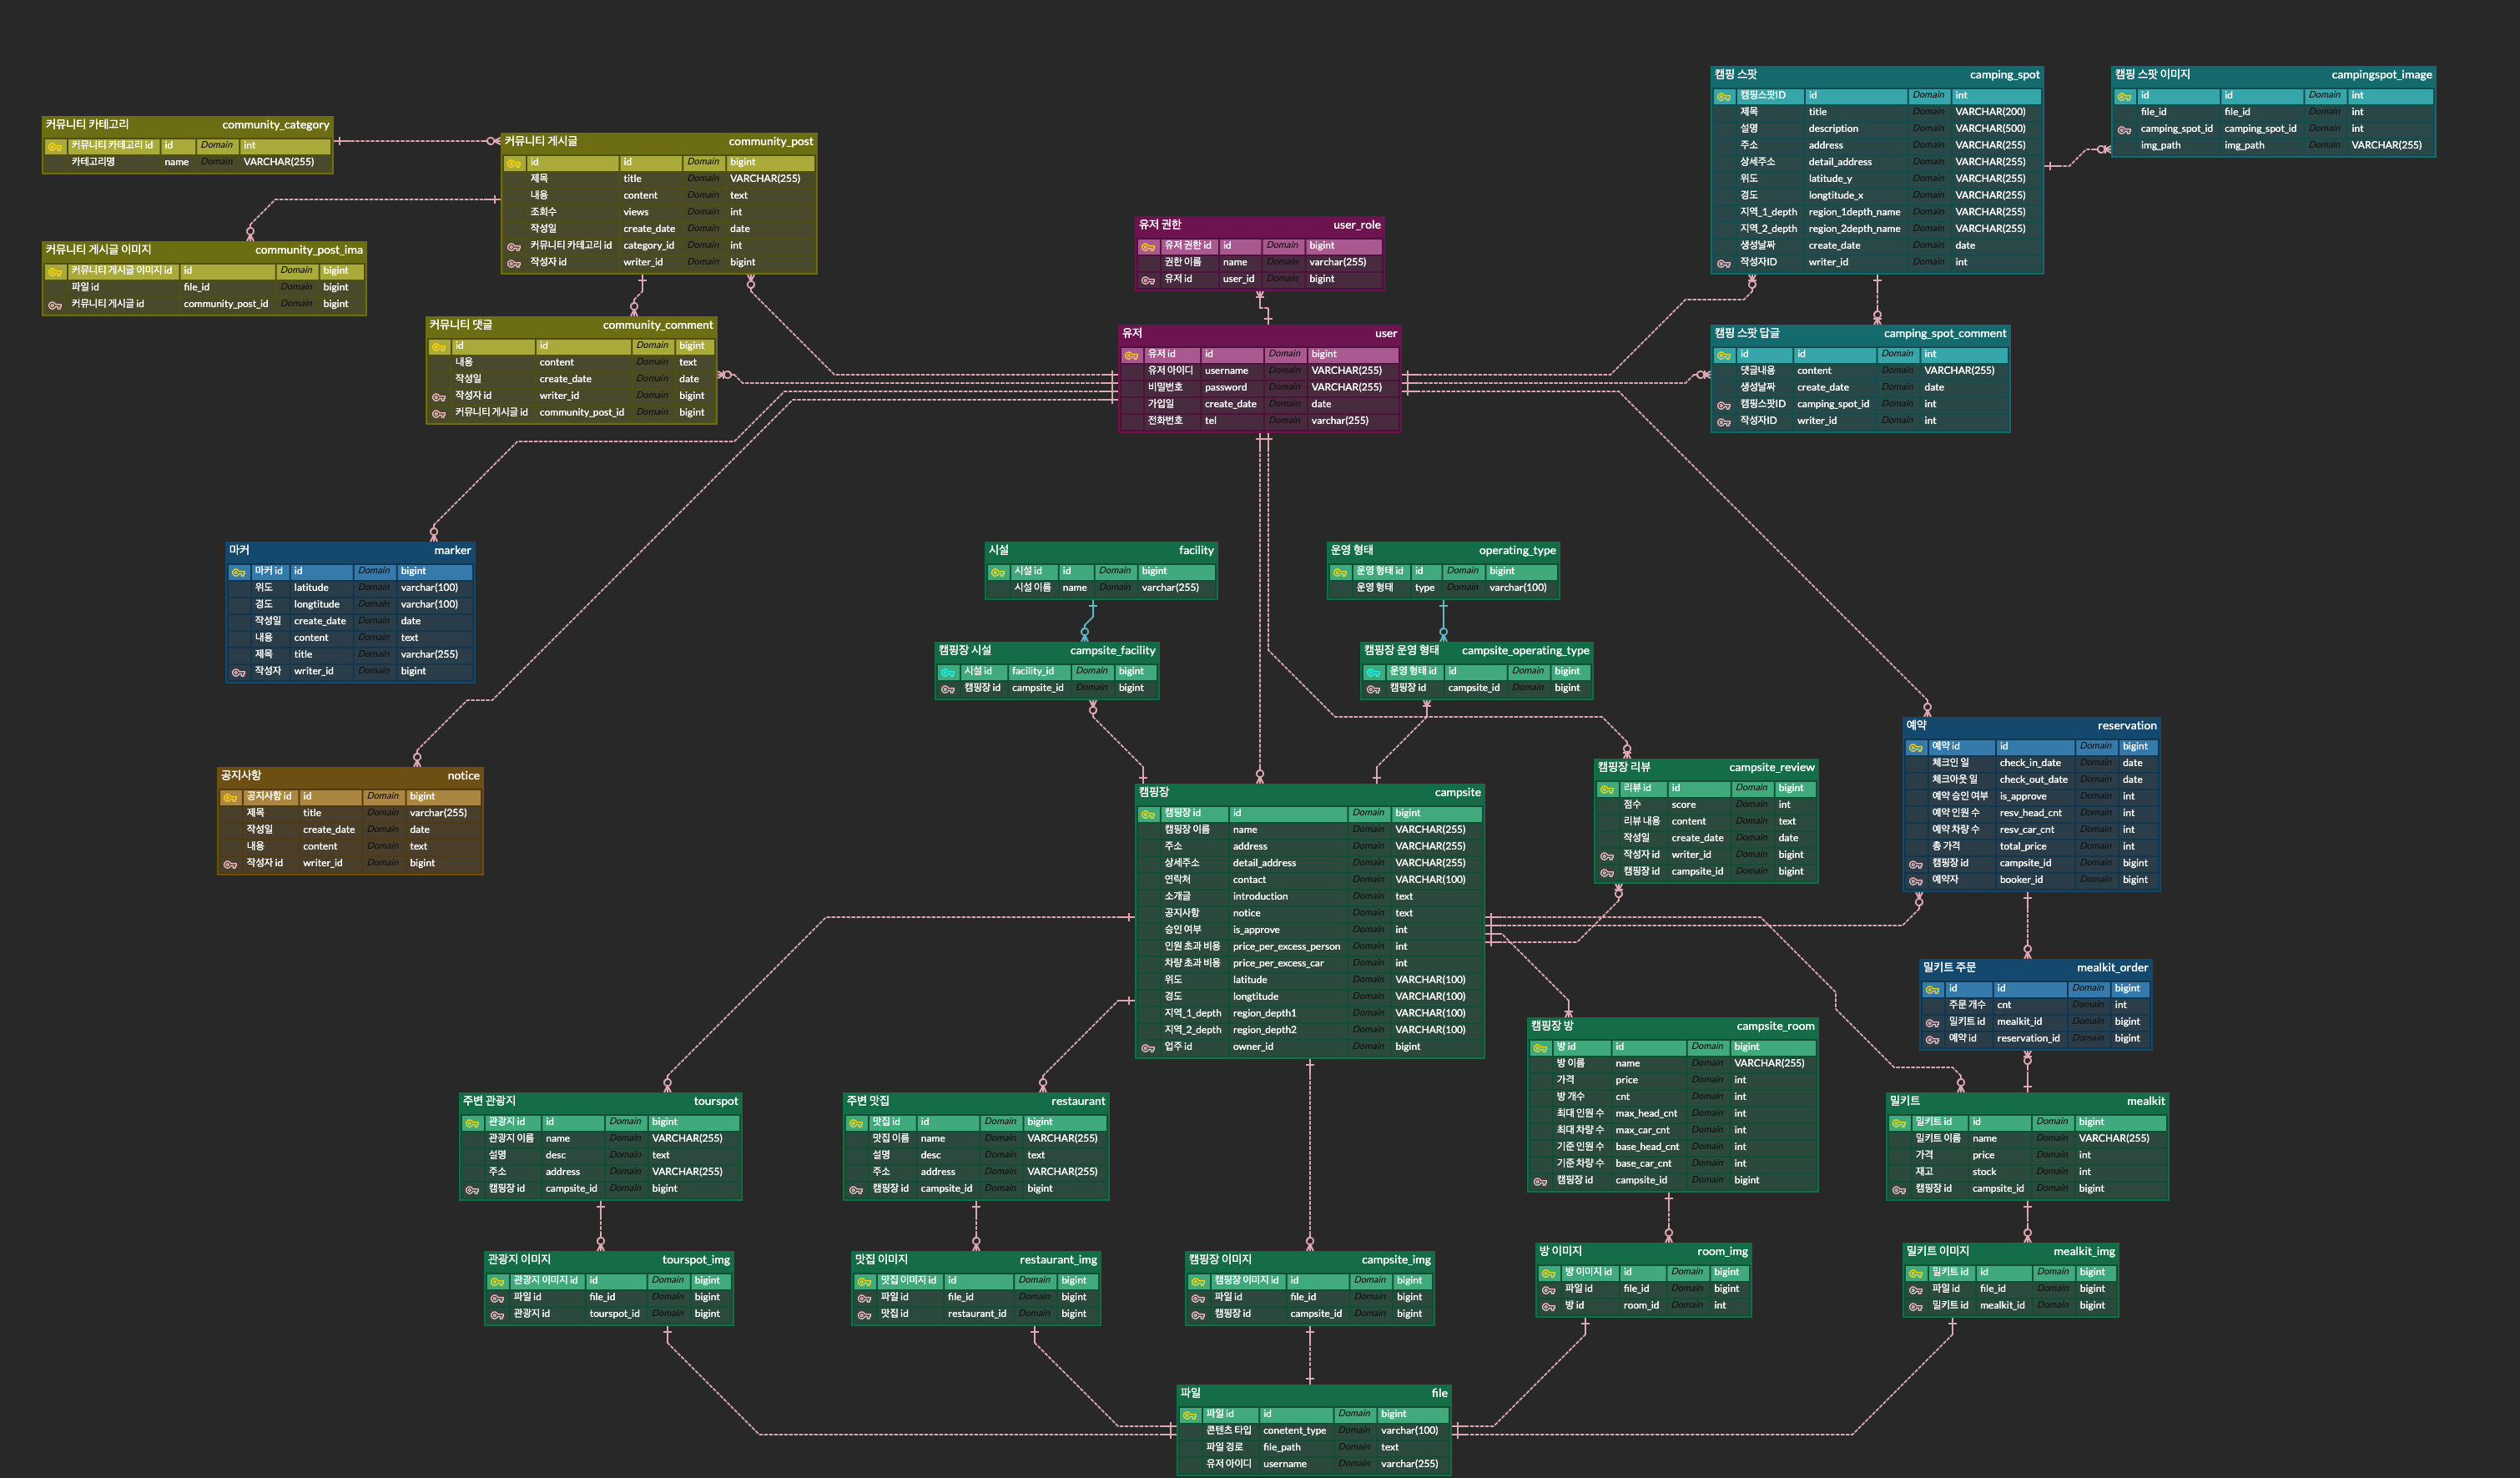 커뮤니티 카테고리 community_category
커뮤니티 카테고리 id id Domain int
카테고리명 name Domain VARCHAR(255)
커뮤니티 게시글 community_post
id id Domain bigint
제목 title Domain VARCHAR(255)
내용 content Domain text
조회수 views Domain int
작성일 create_date Domain date
커뮤니티 카테고리 id category_id Domain int
작성자 id writer_id Domain bigint
커뮤니티 게시글 이미지 community_post_ima
커뮤니티 게시글 이미지 id id Domain bigint
파일 id file_id Domain bigint
커뮤니티 게시글 id community_post_id Domain bigint
커뮤니티 댓글 community_comment
id id Domain bigint
내용 content Domain text
작성일 create_date Domain date
작성자 id writer_id Domain bigint
커뮤니티 게시글 id community_post_id Domain bigint
유저 권한 user_role
유저 권한 id id Domain bigint
권한 이름 name Domain varchar(255)
유저 id user_id Domain bigint
유저 user
유저 id id Domain bigint
유저 아이디 username Domain VARCHAR(255)
비밀번호 password Domain VARCHAR(255)
가입일 create_date Domain date
전화번호 tel Domain varchar(255)
캠핑 스팟 camping_spot
캠핑스팟ID id Domain int
제목 title Domain VARCHAR(200)
설명 description Domain VARCHAR(500)
주소 address Domain VARCHAR(255)
상세주소 detail_address Domain VARCHAR(255)
위도 latitude_y Domain VARCHAR(255)
경도 longtitude_x Domain VARCHAR(255)
지역_1_depth region_1depth_name Domain VARCHAR(255)
지역_2_depth region_2depth_name Domain VARCHAR(255)
생성날짜 create_date Domain date
작성자ID writer_id Domain int
캠핑 스팟 이미지 campingspot_image
id id Domain int
file_id file_id Domain int
camping_spot_id camping_spot_id Domain int
img_path img_path Domain VARCHAR(255)
캠핑 스팟 답글 camping_spot_comment
id id Domain int
댓글내용 content Domain VARCHAR(255)
생성날짜 create_date Domain date
캠핑스팟ID camping_spot_id Domain int
작성자ID writer_id Domain int
마커 marker
마커 id id Domain bigint
위도 latitude Domain varchar(100)
경도 longtitude Domain varchar(100)
작성일 create_date Domain date
내용 content Domain text
제목 title Domain varchar(255)
작성자 writer_id Domain bigint
공지사항 notice
공지사항 id id Domain bigint
제목 title Domain varchar(255)
작성일 create_date Domain date
내용 content Domain text
작성자 id writer_id Domain bigint
시설 facility
시설 id id Domain bigint
시설 이름 name Domain varchar(255)
운영 형태 operating_type
운영 형태 id id Domain bigint
운영 형태 type Domain varchar(100)
캠핑장 시설 campsite_facility
시설 id facility_id Domain bigint
캠핑장 id campsite_id Domain bigint
캠핑장 운영 형태 campsite_operating_type
운영 형태 id id Domain bigint
캠핑장 id campsite_id Domain bigint
캠핑장 리뷰 campsite_review
리뷰 id id Domain bigint
점수 score Domain int
리뷰 내용 content Domain text
작성일 create_date Domain date
작성자 id writer_id Domain bigint
캠핑장 id campsite_id Domain bigint
예약 reservation
예약 id id Domain bigint
체크인 일 check_in_date Domain date
체크아웃 일 check_out_date Domain date
예약 승인 여부 is_approve Domain int
예약 인원 수 resv_head_cnt Domain int
예약 차량 수 resv_car_cnt Domain int
총 가격 total_price Domain int
캠핑장 id campsite_id Domain bigint
예약자 booker_id Domain bigint
캠핑장 campsite
캠핑장 id id Domain bigint
캠핑장 이름 name Domain VARCHAR(255)
주소 address Domain VARCHAR(255)
상세주소 detail_address Domain VARCHAR(255)
연락처 contact Domain VARCHAR(100)
소개글 introduction Domain text
공지사항 notice Domain text
승인 여부 is_approve Domain int
인원 초과 비용 price_per_excess_person Domain int
차량 초과 비용 price_per_excess_car Domain int
위도 latitude Domain VARCHAR(100)
경도 longtitude Domain VARCHAR(100)
지역_1_depth region_depth1 Domain VARCHAR(100)
지역_2_depth region_depth2 Domain VARCHAR(100)
업주 id owner_id Domain bigint
밀키트 주문 mealkit_order
id id Domain bigint
주문 개수 cnt Domain int
밀키트 id mealkit_id Domain bigint
예약 id reservation_id Domain bigint
캠핑장 방 campsite_room
방 id id Domain bigint
방 이름 name Domain VARCHAR(255)
가격 price Domain int
방 개수 cnt Domain int
최대 인원 수 max_head_cnt Domain int
최대 차량 수 max_car_cnt Domain int
기준 인원 수 base_head_cnt Domain int
기준 차량 수 base_car_cnt Domain int
캠핑장 id campsite_id Domain bigint
주변 관광지 tourspot
관광지 id id Domain bigint
관광지 이름 name Domain VARCHAR(255)
설명 desc Domain text
주소 address Domain VARCHAR(255)
캠핑장 id campsite_id Domain bigint
주변 맛집 restaurant
맛집 id id Domain bigint
맛집 이름 name Domain VARCHAR(255)
설명 desc Domain text
주소 address Domain VARCHAR(255)
캠핑장 id campsite_id Domain bigint
밀키트 mealkit
밀키트 id id Domain bigint
밀키트 이름 name Domain VARCHAR(255)
가격 price Domain int
재고 stock Domain int
캠핑장 id campsite_id Domain bigint
관광지 이미지 tourspot_img
관광지 이미지 id id Domain bigint
파일 id file_id Domain bigint
관광지 id tourspot_id Domain bigint
맛집 이미지 restaurant_img
맛집 이미지 id id Domain bigint
파일 id file_id Domain bigint
맛집 id restaurant_id Domain bigint
캠핑장 이미지 campsite_img
캠핑장 이미지 id id Domain bigint
파일 id file_id Domain bigint
캠핑장 id campsite_id Domain bigint
방 이미지 room_img
방 이미지 id id Domain bigint
파일 id file_id Domain bigint
방 id room_id Domain int
밀키트 이미지 mealkit_img
밀키트 id id Domain bigint
파일 id file_id Domain bigint
밀키트 id mealkit_id Domain bigint
파일 file
파일 id id Domain bigint
콘텐츠 타입 conetent_type Domain varchar(100)
파일 경로 file_path Domain text
유저 아이디 username Domain varchar(255)